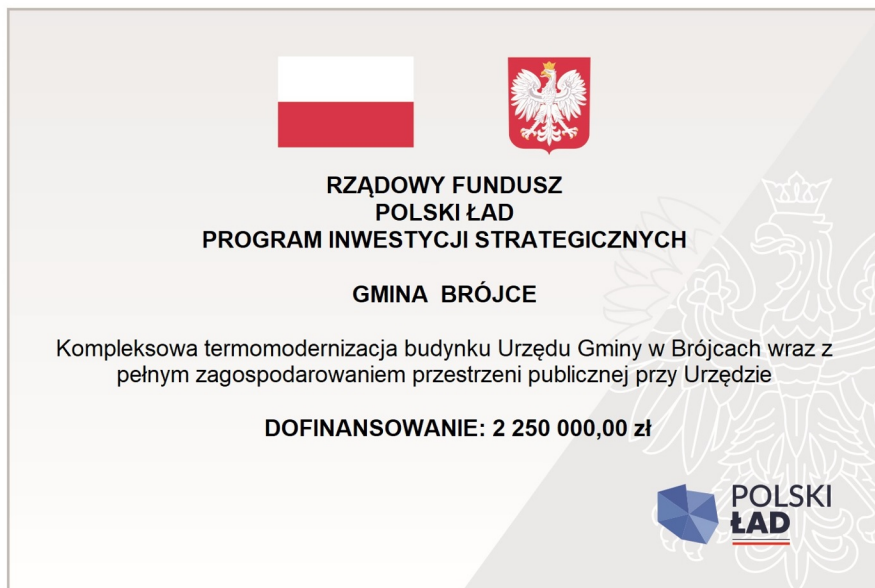 RZĄDOWY FUNDUSZ
POLSKI ŁAD
PROGRAM INWESTYCJI STRATEGICZNYCH
GMINA BRÓJCE
Kompleksowa termomodernizacja budynku Urzędu Gminy w Brójcach wraz z
pełnym zagospodarowaniem przestrzeni publicznej przy Urzędzie
DOFINANSOWANIE: 2 250 000,00 zł
POLSKI
ŁAD